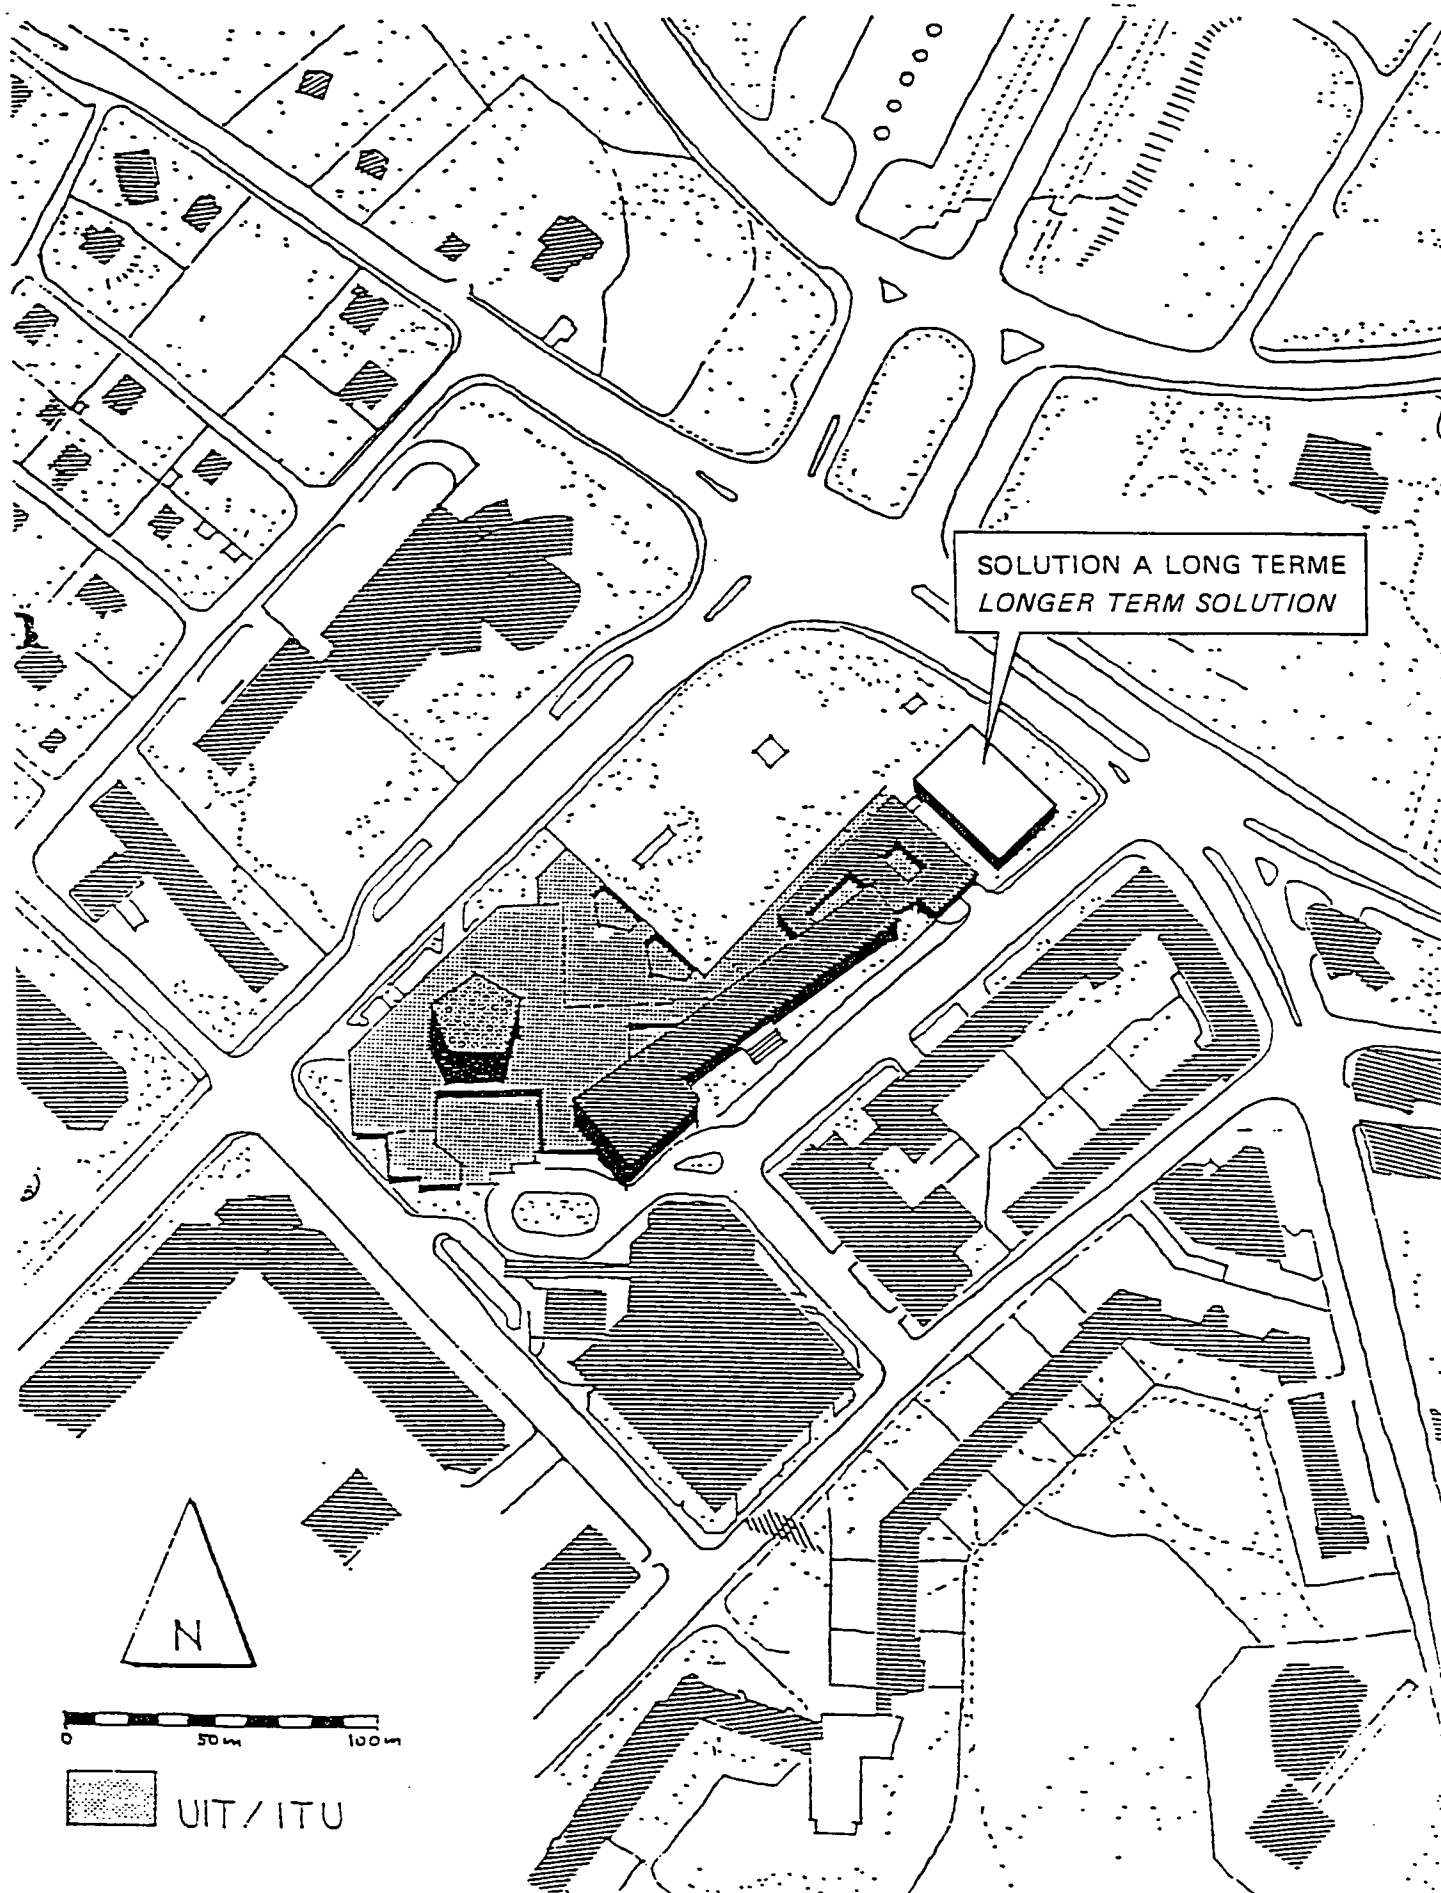 SOLUTION A LONG TERME
LONGER TERM SOLUTION
N
0 50m 100m
UIT/ITU